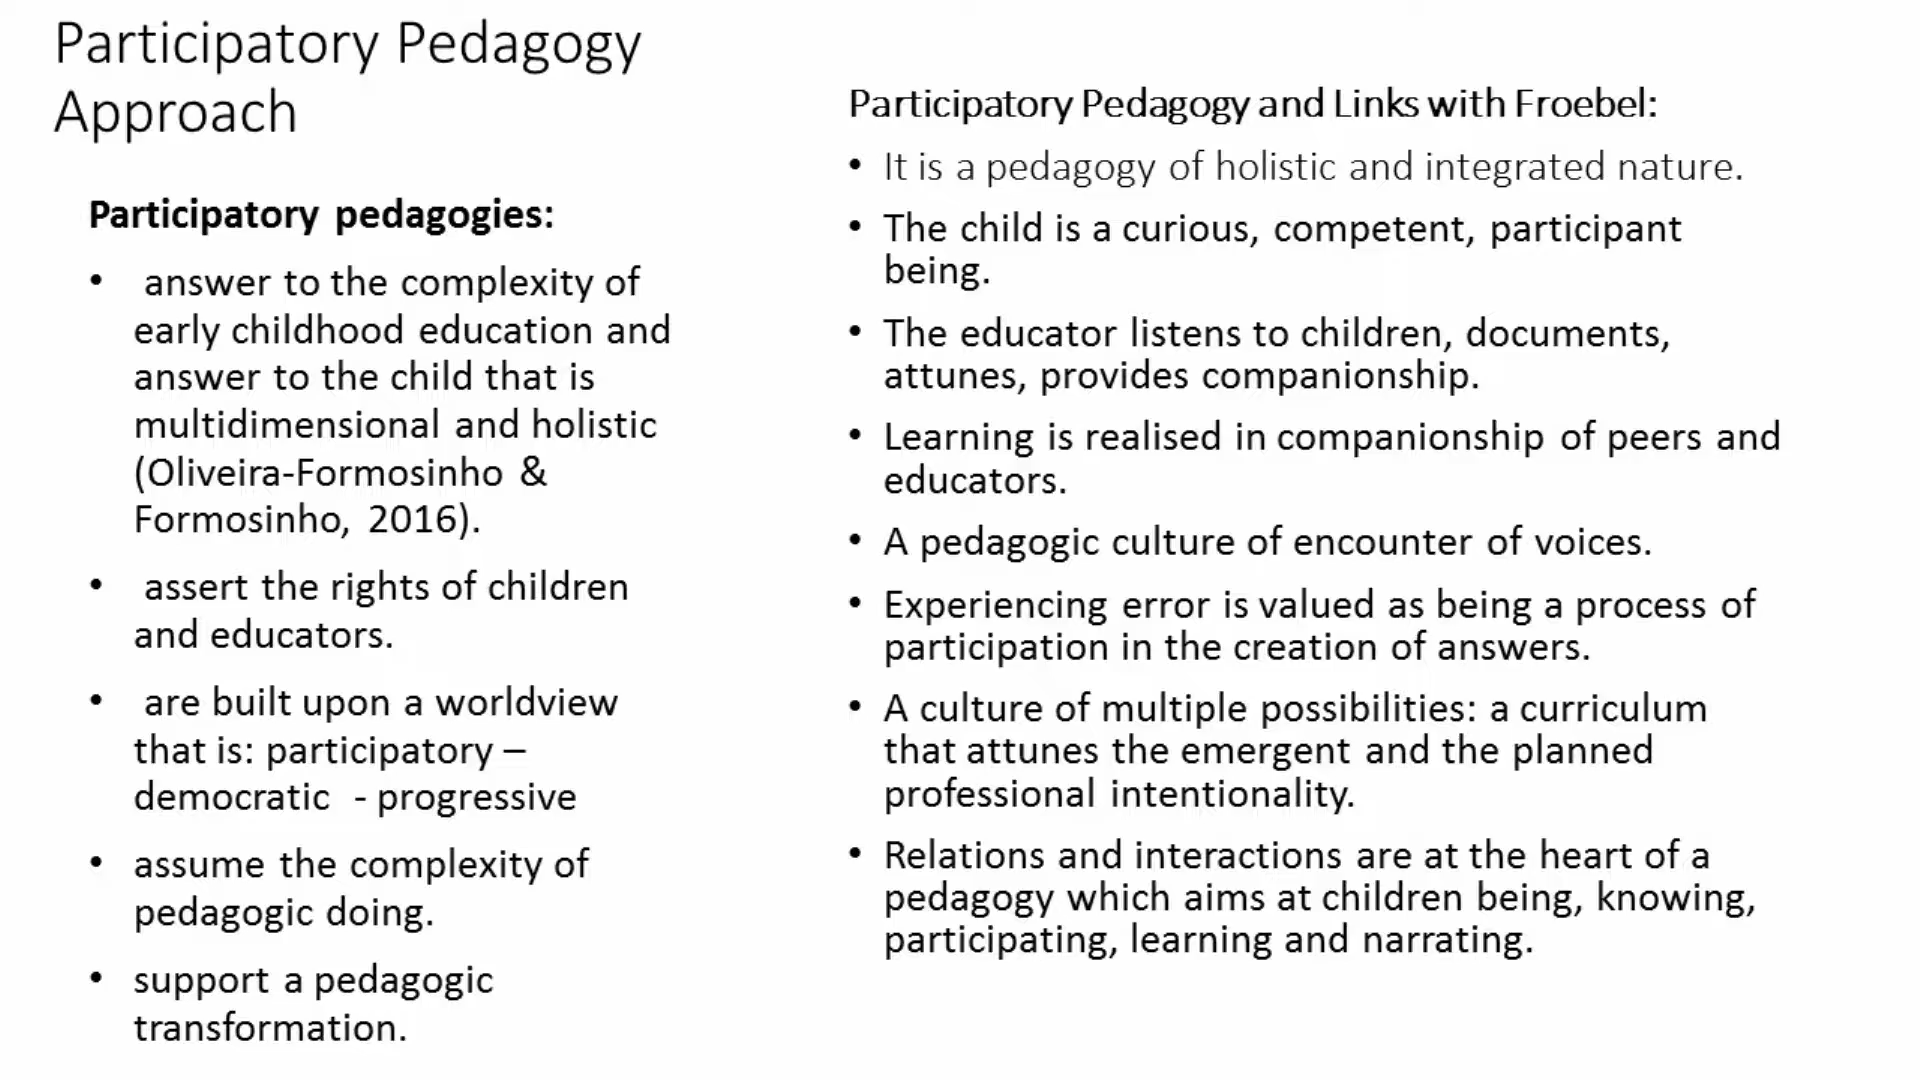 Participatory Pedagogy
Approach
Participatory pedagogies:
• answer to the complexity of
early childhood education and
answer to the child that is
multidimensional and holistic
(Oliveira-Formosinho &
Formosinho, 2016).
• assert the rights of children
and educators.
• are built upon a worldview
that is: participatory –
democratic - progressive
• assume the complexity of
pedagogic doing.
• support a pedagogic
transformation.
Participatory Pedagogy and Links with Froebel:
• It is a pedagogy of holistic and integrated nature.
• The child is a curious, competent, participant
being.
• The educator listens to children, documents,
attunes, provides companionship.
• Learning is realised in companionship of peers and
educators.
• A pedagogic culture of encounter of voices.
• Experiencing error is valued as being a process of
participation in the creation of answers.
• A culture of multiple possibilities: a curriculum
that attunes the emergent and the planned
professional intentionality.
• Relations and interactions are at the heart of a
pedagogy which aims at children being, knowing,
participating, learning and narrating.